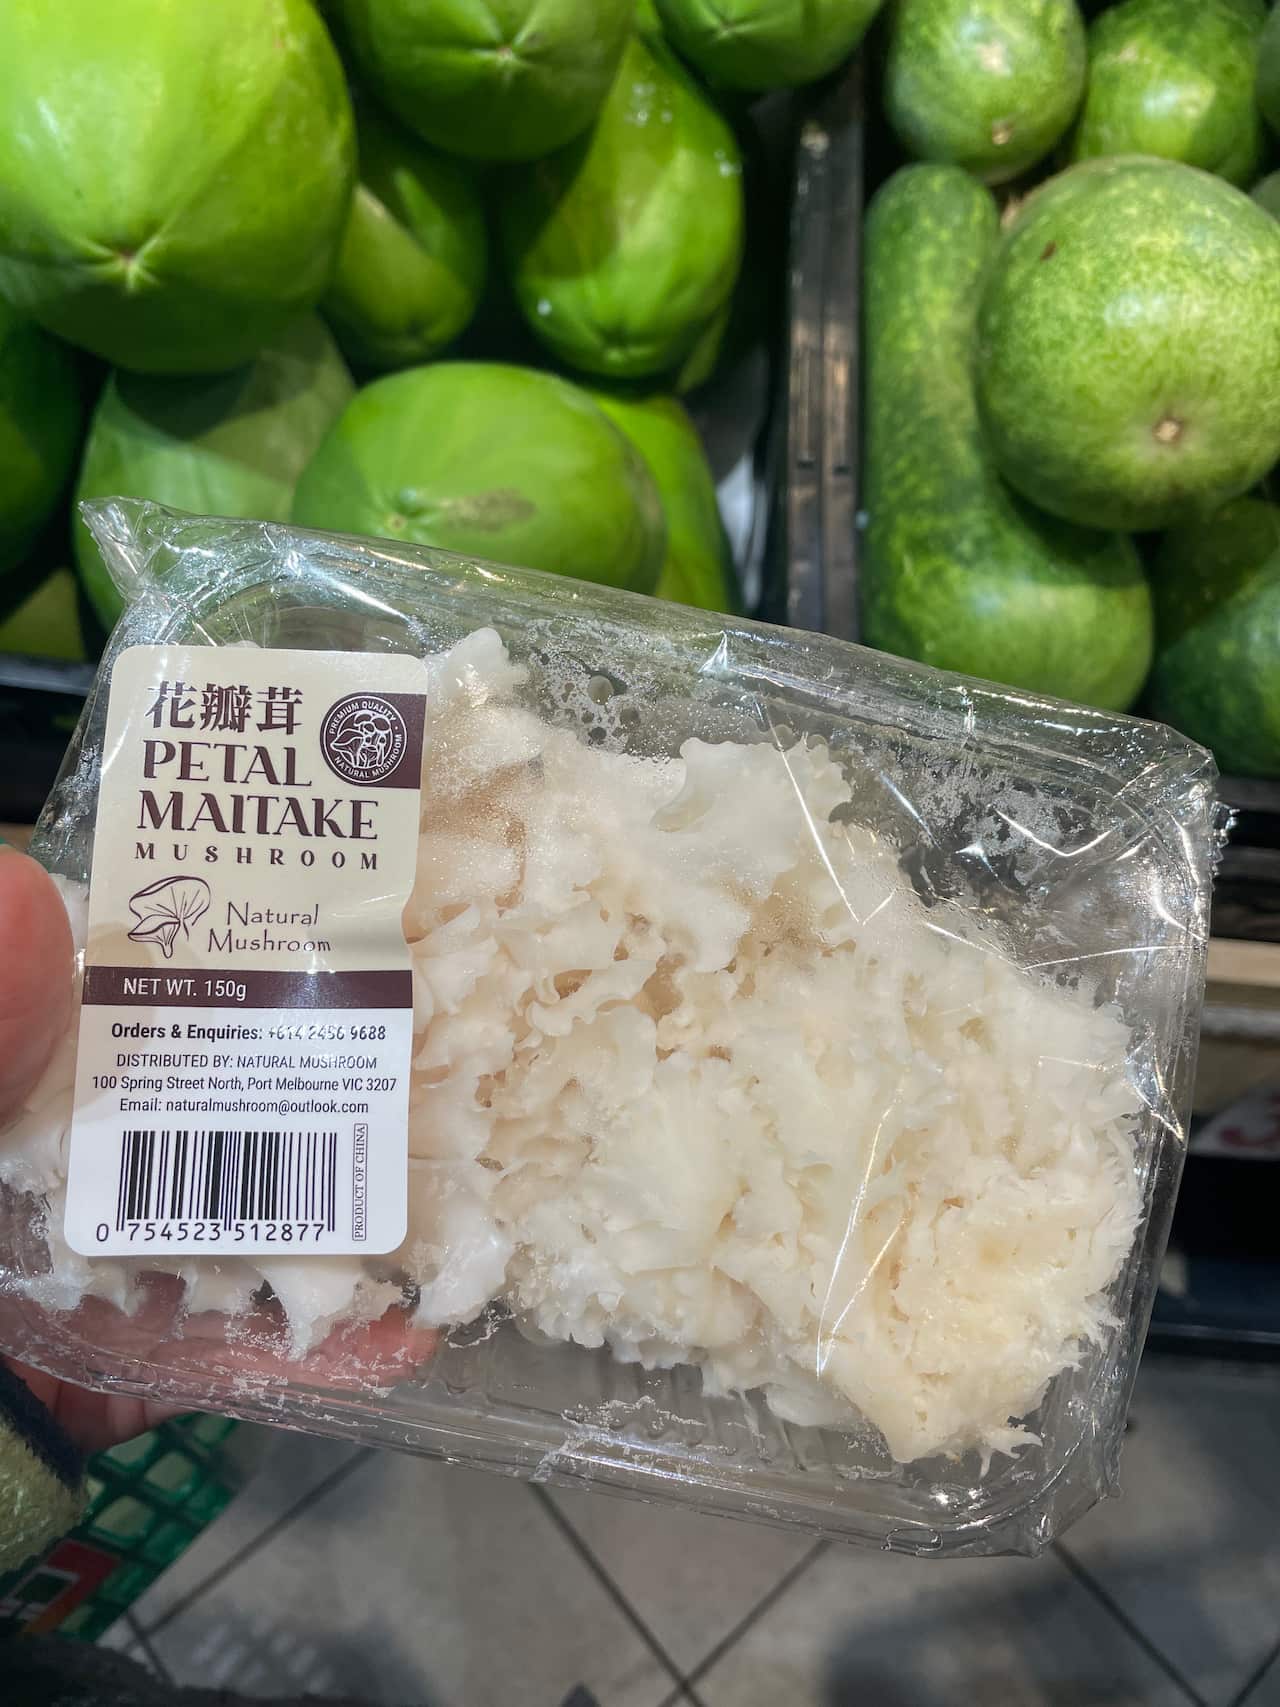 花瓣茸
PETAL
MAITAKE
MUSHROOM
PREMIUM QUALITY
NATURAL MUSHROOM
Natural
Mushroom
NET WT. 150g
Orders & Enquiries: +614 2456 9688
DISTRIBUTED BY: NATURAL MUSHROOM
100 Spring Street North, Port Melbourne VIC 3207
Email: naturalmushroom@outlook.com
PRODUCT OF CHINA
0 754523 512877